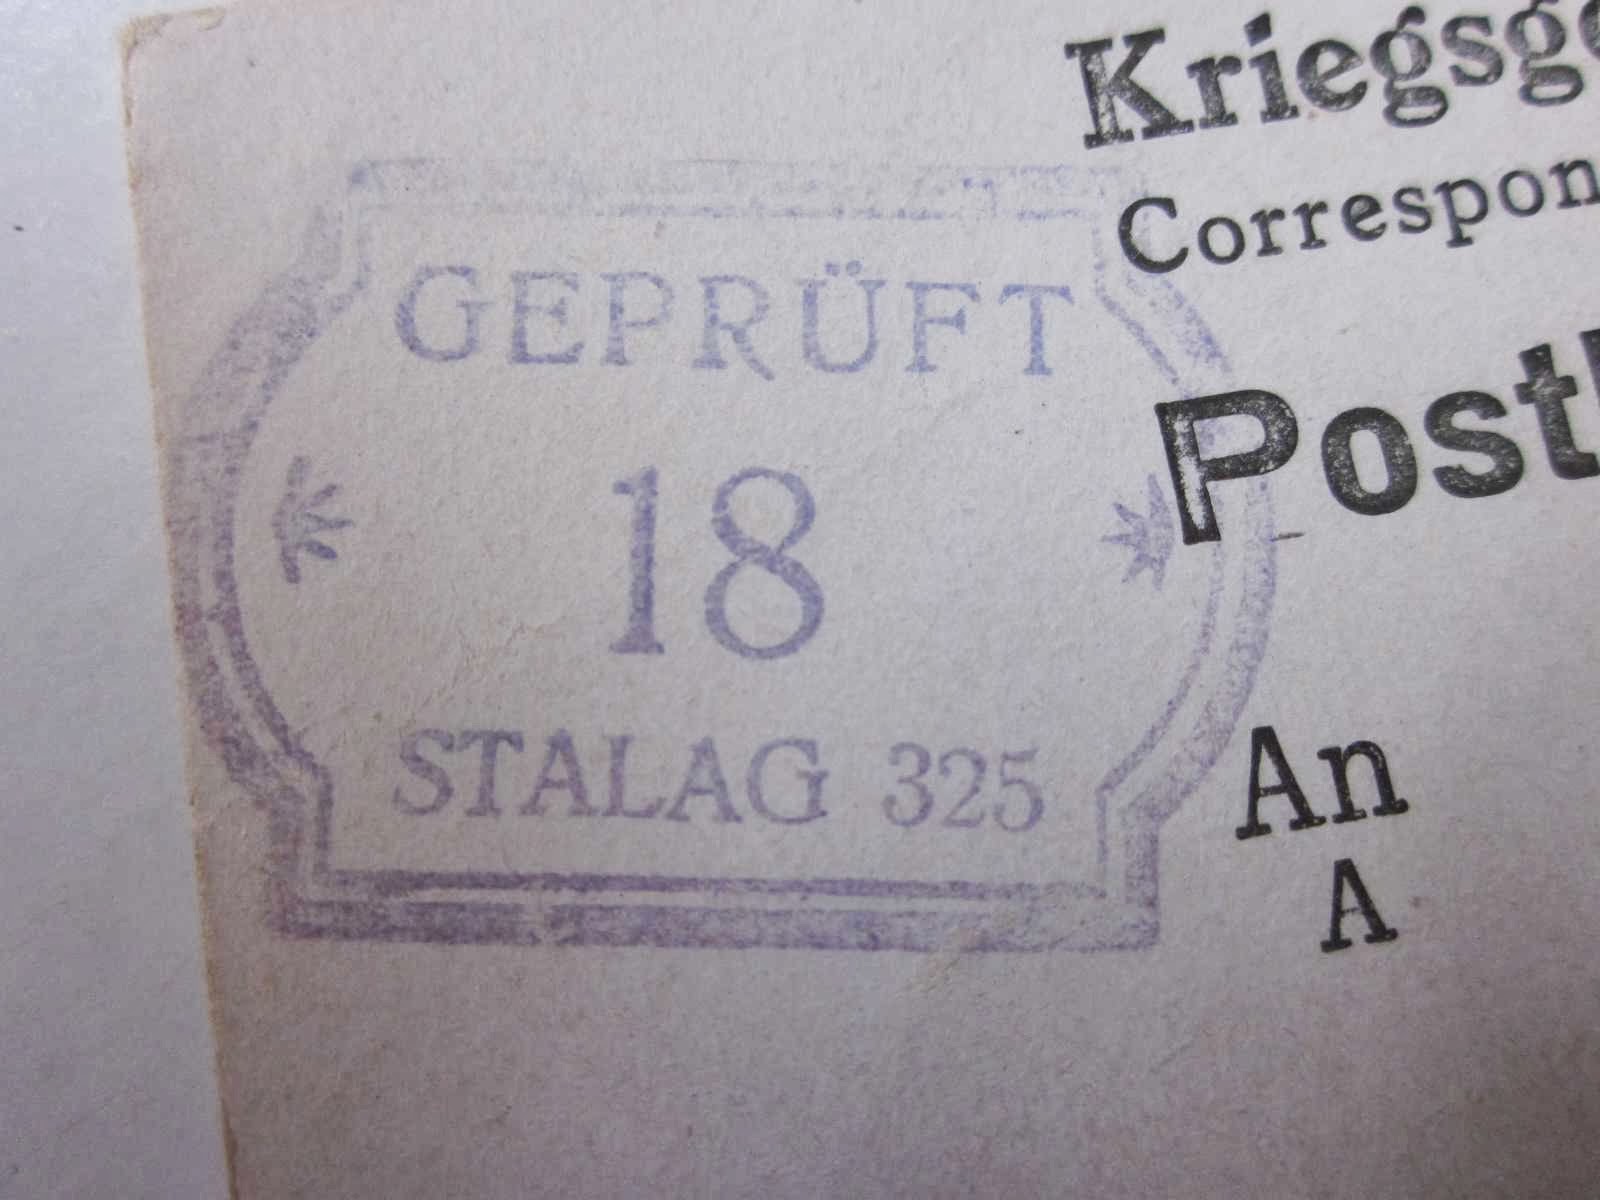 Kriegsge
Correspon
Post
GEPRÜFT
18
STALAG 325
An
A